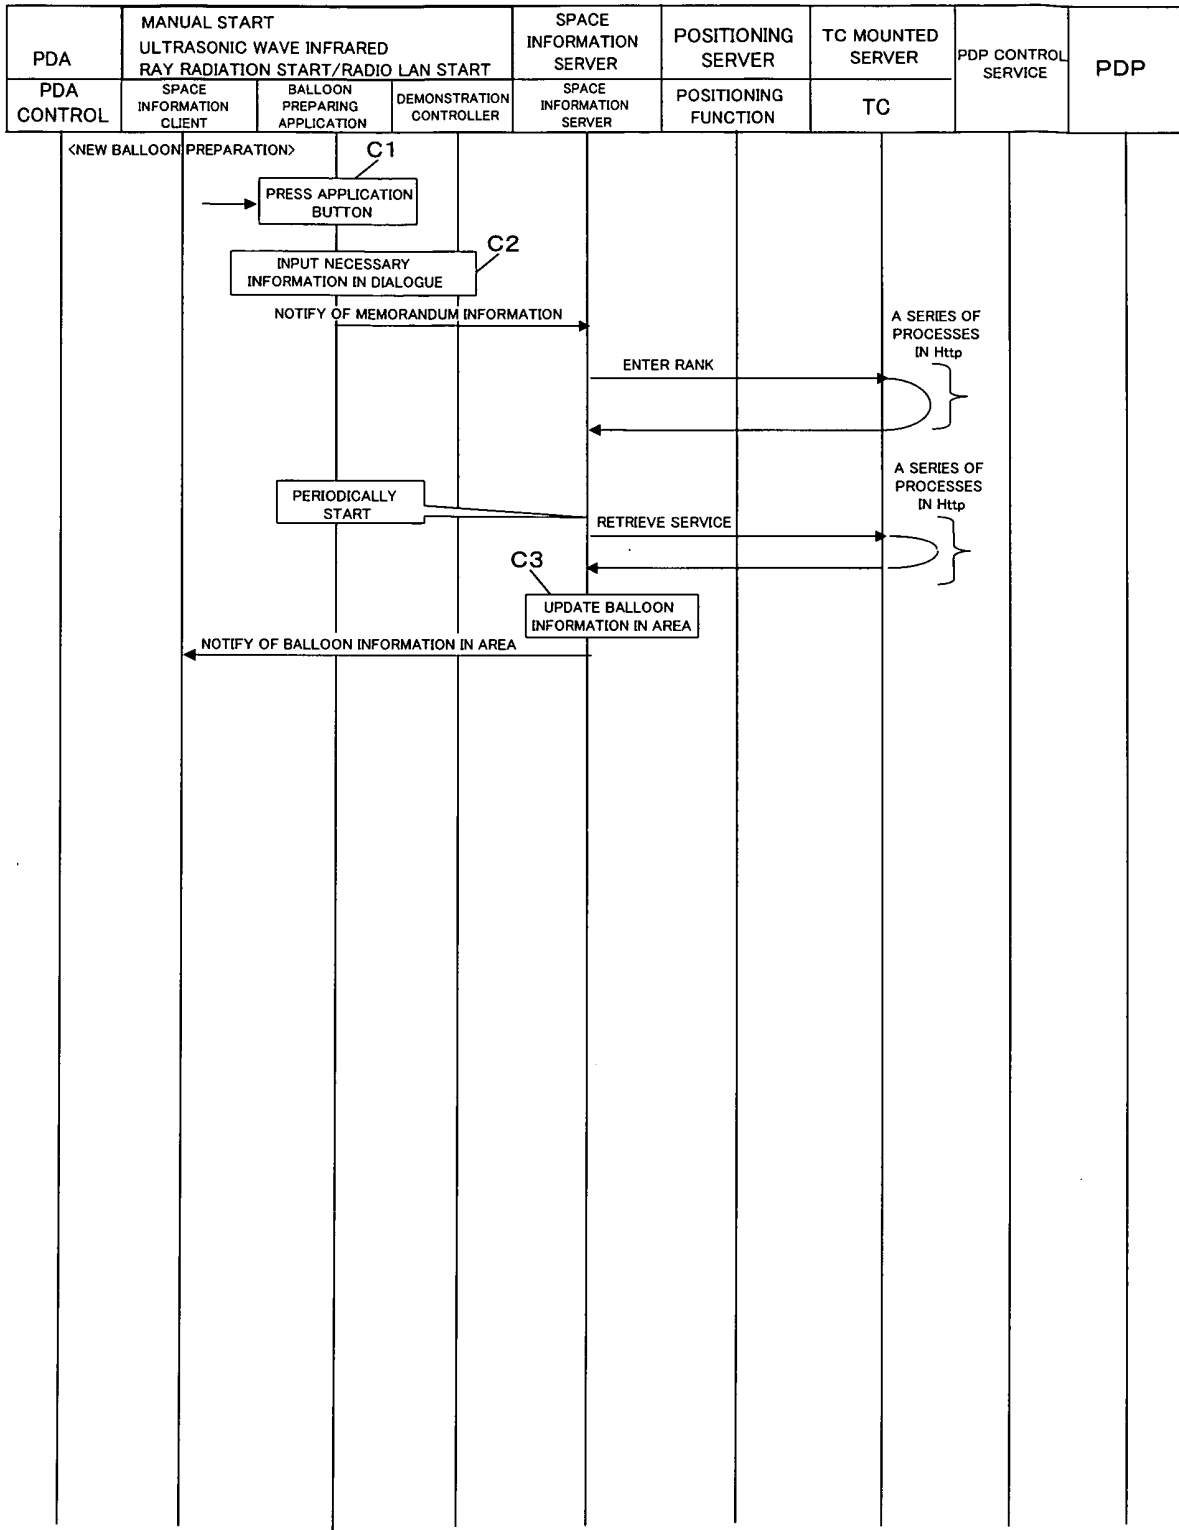 PDA
MANUAL START
ULTRASONIC WAVE INFRARED
RAY RADIATION START/RADIO LAN START
SPACE
INFORMATION
SERVER
POSITIONING
SERVER
TC MOUNTED
SERVER
PDP CONTROL
SERVICE
PDP
PDA
CONTROL
SPACE
INFORMATION
CLIENT
BALLOON
PREPARING
APPLICATION
DEMONSTRATION
CONTROLLER
SPACE
INFORMATION
SERVER
POSITIONING
FUNCTION
TC
<NEW BALLOON PREPARATION>
C1
PRESS APPLICATION
BUTTON
C2
INPUT NECESSARY
INFORMATION IN DIALOGUE
NOTIFY OF MEMORANDUM INFORMATION
A SERIES OF
PROCESSES
IN Http
ENTER RANK
A SERIES OF
PROCESSES
IN Http
PERIODICALLY
START
RETRIEVE SERVICE
C3
UPDATE BALLOON
INFORMATION IN AREA
NOTIFY OF BALLOON INFORMATION IN AREA